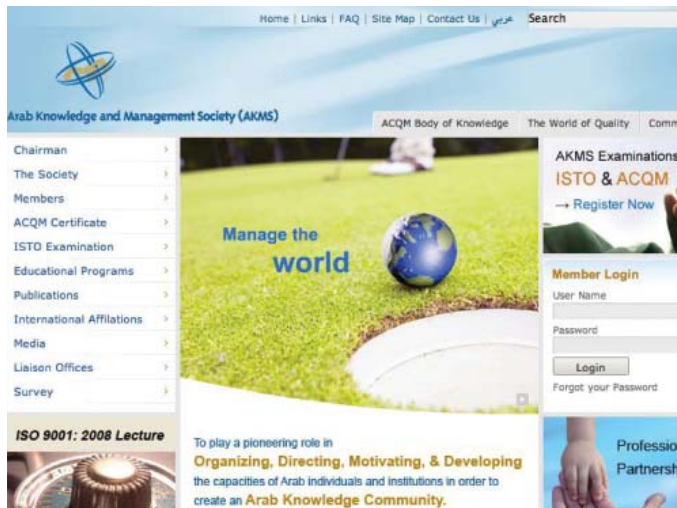 Home | Links | FAQ | Site Map | Contact Us | عربي Search
Arab Knowledge and Management Society (AKMS)
ACQM Body of Knowledge The World of Quality Comm
Chairman
The Society
Members
ACQM Certificate
ISTO Examination
Educational Programs
Publications
International Affilations
Media
Liaison Offices
Survey
ISO 9001: 2008 Lecture
Manage the
world
To play a pioneering role in
Organizing, Directing, Motivating, & Developing
the capacities of Arab individuals and institutions in order to
create an Arab Knowledge Community.
AKMS Examinations
ISTO & ACQM
→ Register Now
Member Login
User Name
Password
Login
Forgot your Password
Professio
Partnersh